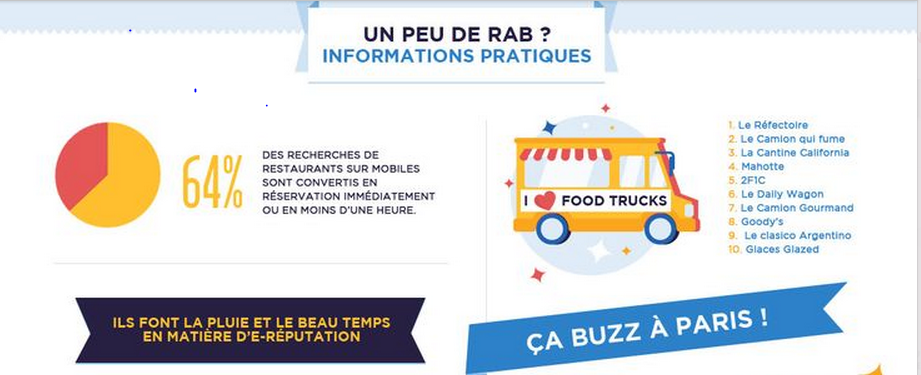 UN PEU DE RAB ?
INFORMATIONS PRATIQUES
64%
DES RECHERCHES DE
RESTAURANTS SUR MOBILES
SONT CONVERTIS EN
RÉSERVATION IMMÉDIATEMENT
OU EN MOINS D'UNE HEURE.
I FOOD TRUCKS
1. Le Réfectoire
2. Le Camion qui fume
3. La Cantine California
4. Mahotte
5. 2F1C
6. Le Daily Wagon
7. Le Camion Gourmand
8. Goody's
9. Le clasico Argentino
10. Glaces Glazed
ILS FONT LA PLUIE ET LE BEAU TEMPS
EN MATIÈRE D'E-RÉPUTATION
ÇA BUZZ À PARIS !